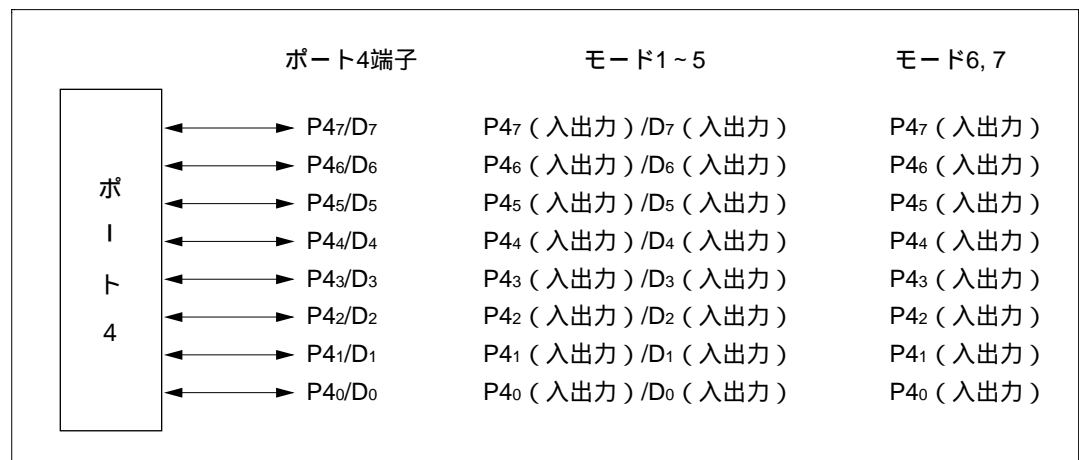 ポート4端子 モード1~5 モード6, 7
P47/D7 P47(入出力)/D7(入出力) P47(入出力)
P46/D6 P46(入出力)/D6(入出力) P46(入出力)
P45/D5 P45(入出力)/D5(入出力) P45(入出力)
P44/D4 P44(入出力)/D4(入出力) P44(入出力)
P43/D3 P43(入出力)/D3(入出力) P43(入出力)
P42/D2 P42(入出力)/D2(入出力) P42(入出力)
P41/D1 P41(入出力)/D1(入出力) P41(入出力)
P40/D0 P40(入出力)/D0(入出力) P40(入出力)
ポート4